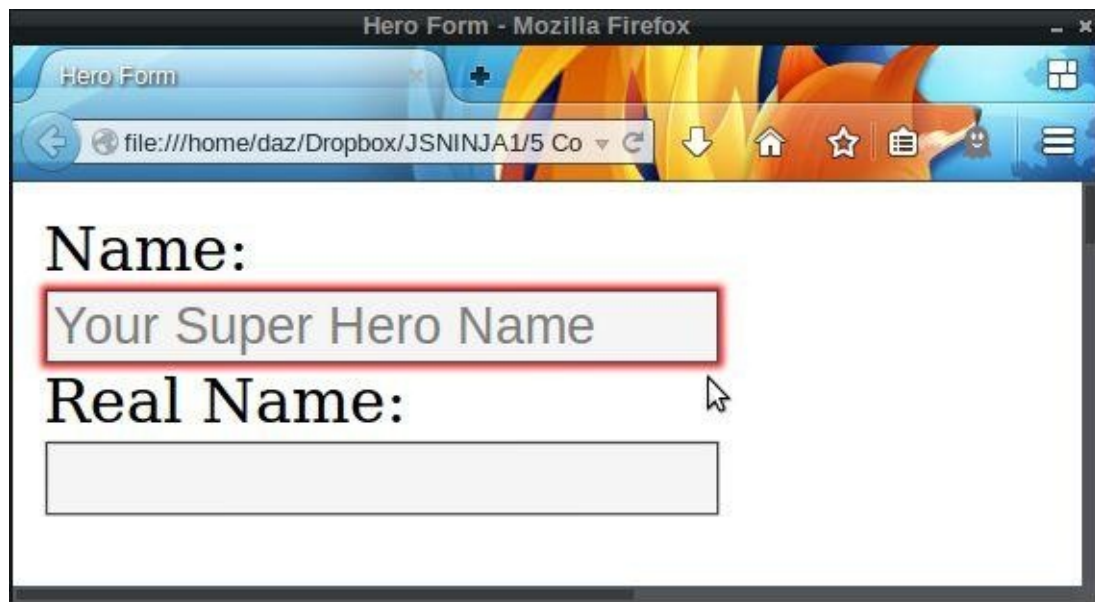 Hero Form - Mozilla Firefox
Hero Form
file:///home/daz/Dropbox/JSNINJA1/5 Co
Name:
Your Super Hero Name
Real Name: